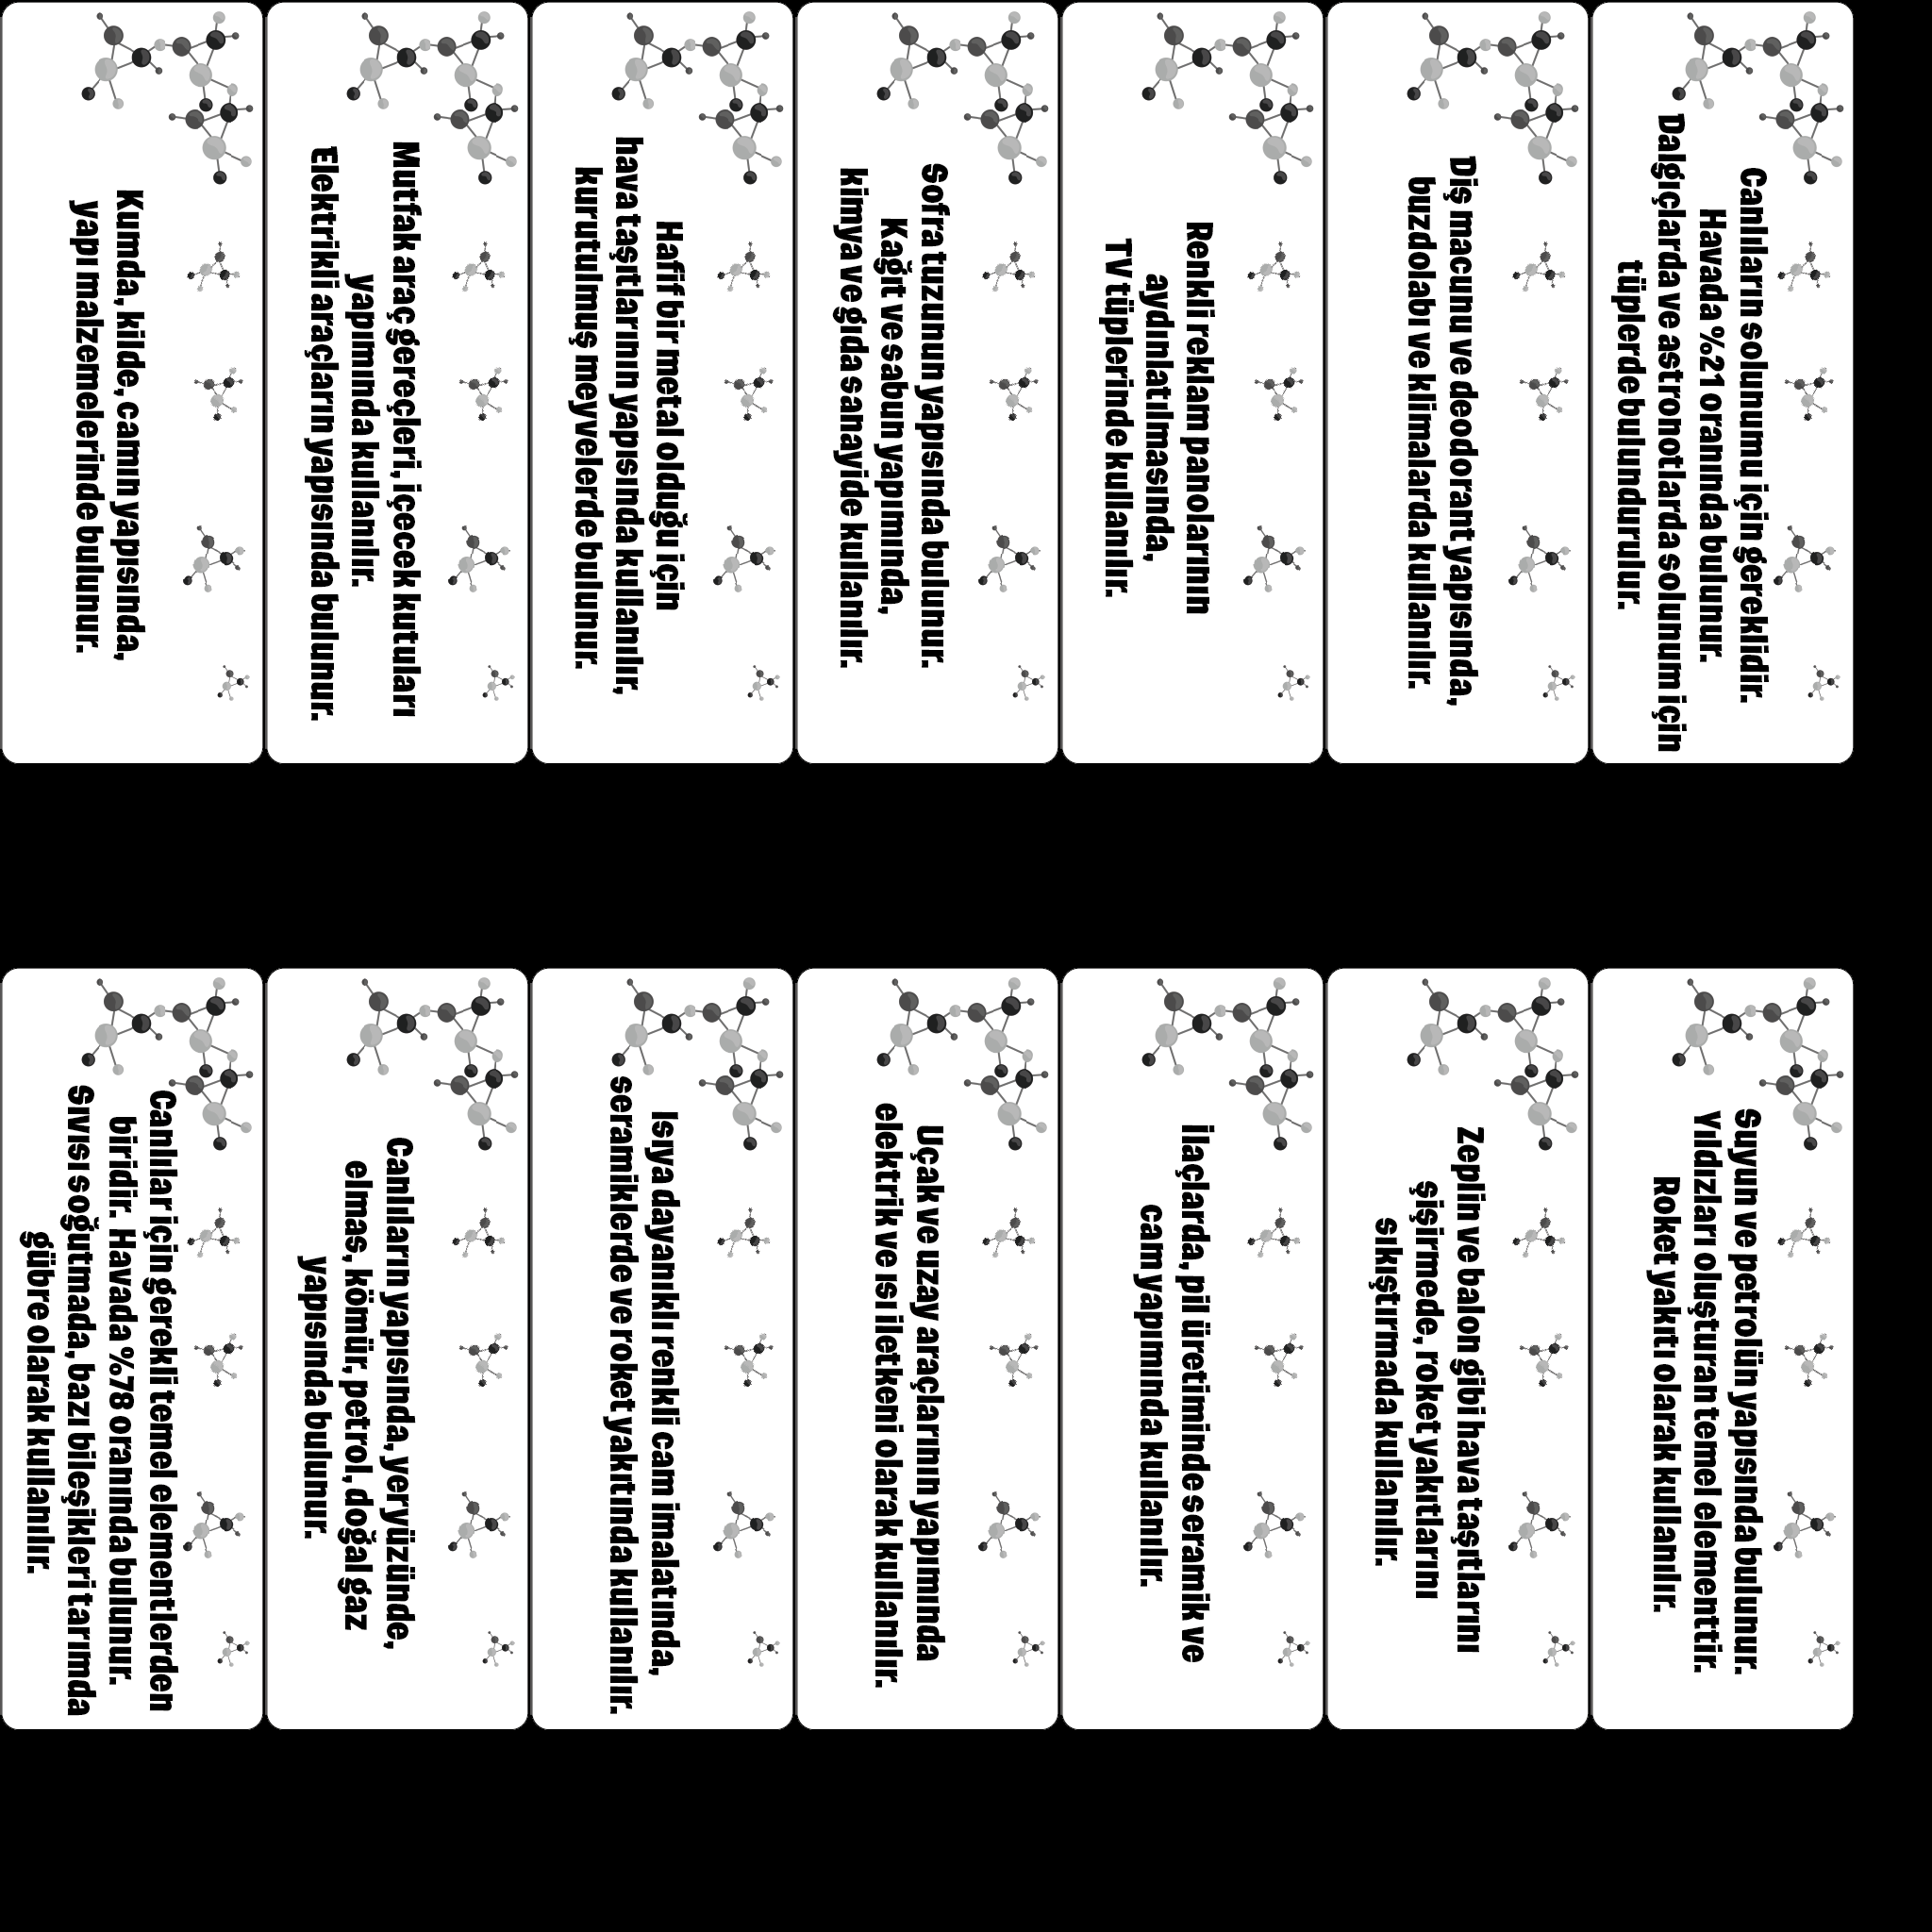 Canlıların solunumu için gereklidir.
Havada %21 oranında bulunur.
Dalgıçlarda ve astronotlarda solunum için
tüplerde bulundurulur.
Suyun ve petrolün yapısında bulunur.
Yıldızları oluşturan temel elementtir.
Roket yakıtı olarak kullanılır.
Diş macunu ve deodorant yapısında,
buzdolabı ve klimalarda kullanılır.
Zeplin ve balon gibi hava taşıtlarını
şişirmede, roket yakıtlarını
sıkıştırmada kullanılır.
Renkli reklam panolarının
aydınlatılmasında,
TV tüplerinde kullanılır.
İlaçlarda, pil üretiminde seramik ve
cam yapımında kullanılır.
Sofra tuzunun yapısında bulunur.
Kağıt ve sabun yapımında,
kimya ve gıda sanayide kullanılır.
Uçak ve uzay araçlarının yapımında
elektrik ve ısı iletkeni olarak kullanılır.
Hafif bir metal olduğu için
hava taşıtlarının yapısında kullanılır,
kurutulmuş meyvelerde bulunur.
Isıya dayanıklı renkli cam imalatında,
seramiklerde ve roket yakıtında kullanılır.
Mutfak araç gereçleri, içecek kutuları
yapımında kullanılır.
Elektrikli araçların yapısında bulunur.
Canlıların yapısında, yeryüzünde,
elmas, kömür, petrol, doğal gaz
yapısında bulunur.
Kumda, kilde, camın yapısında,
yapı malzemelerinde bulunur.
Canlılar için gerekli temel elementlerden
biridir. Havada %78 oranında bulunur.
Sıvısı soğutmada, bazı bileşikleri tarımda
gübre olarak kullanılır.